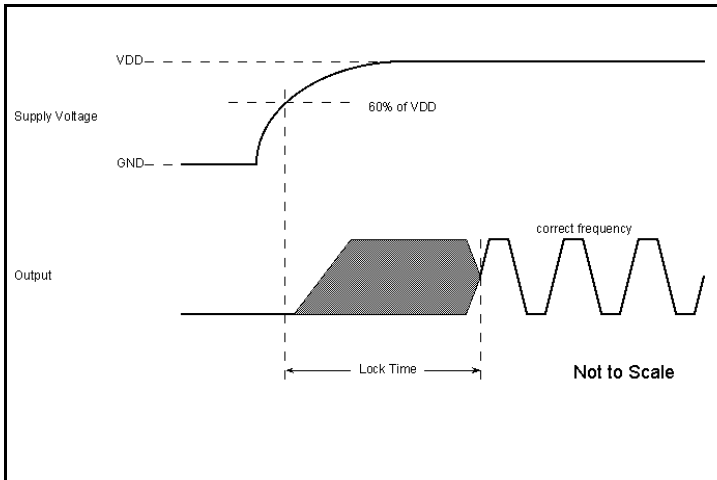 VDD
60% of VDD
Supply Voltage
GND
correct frequency
Output
Lock Time
Not to Scale